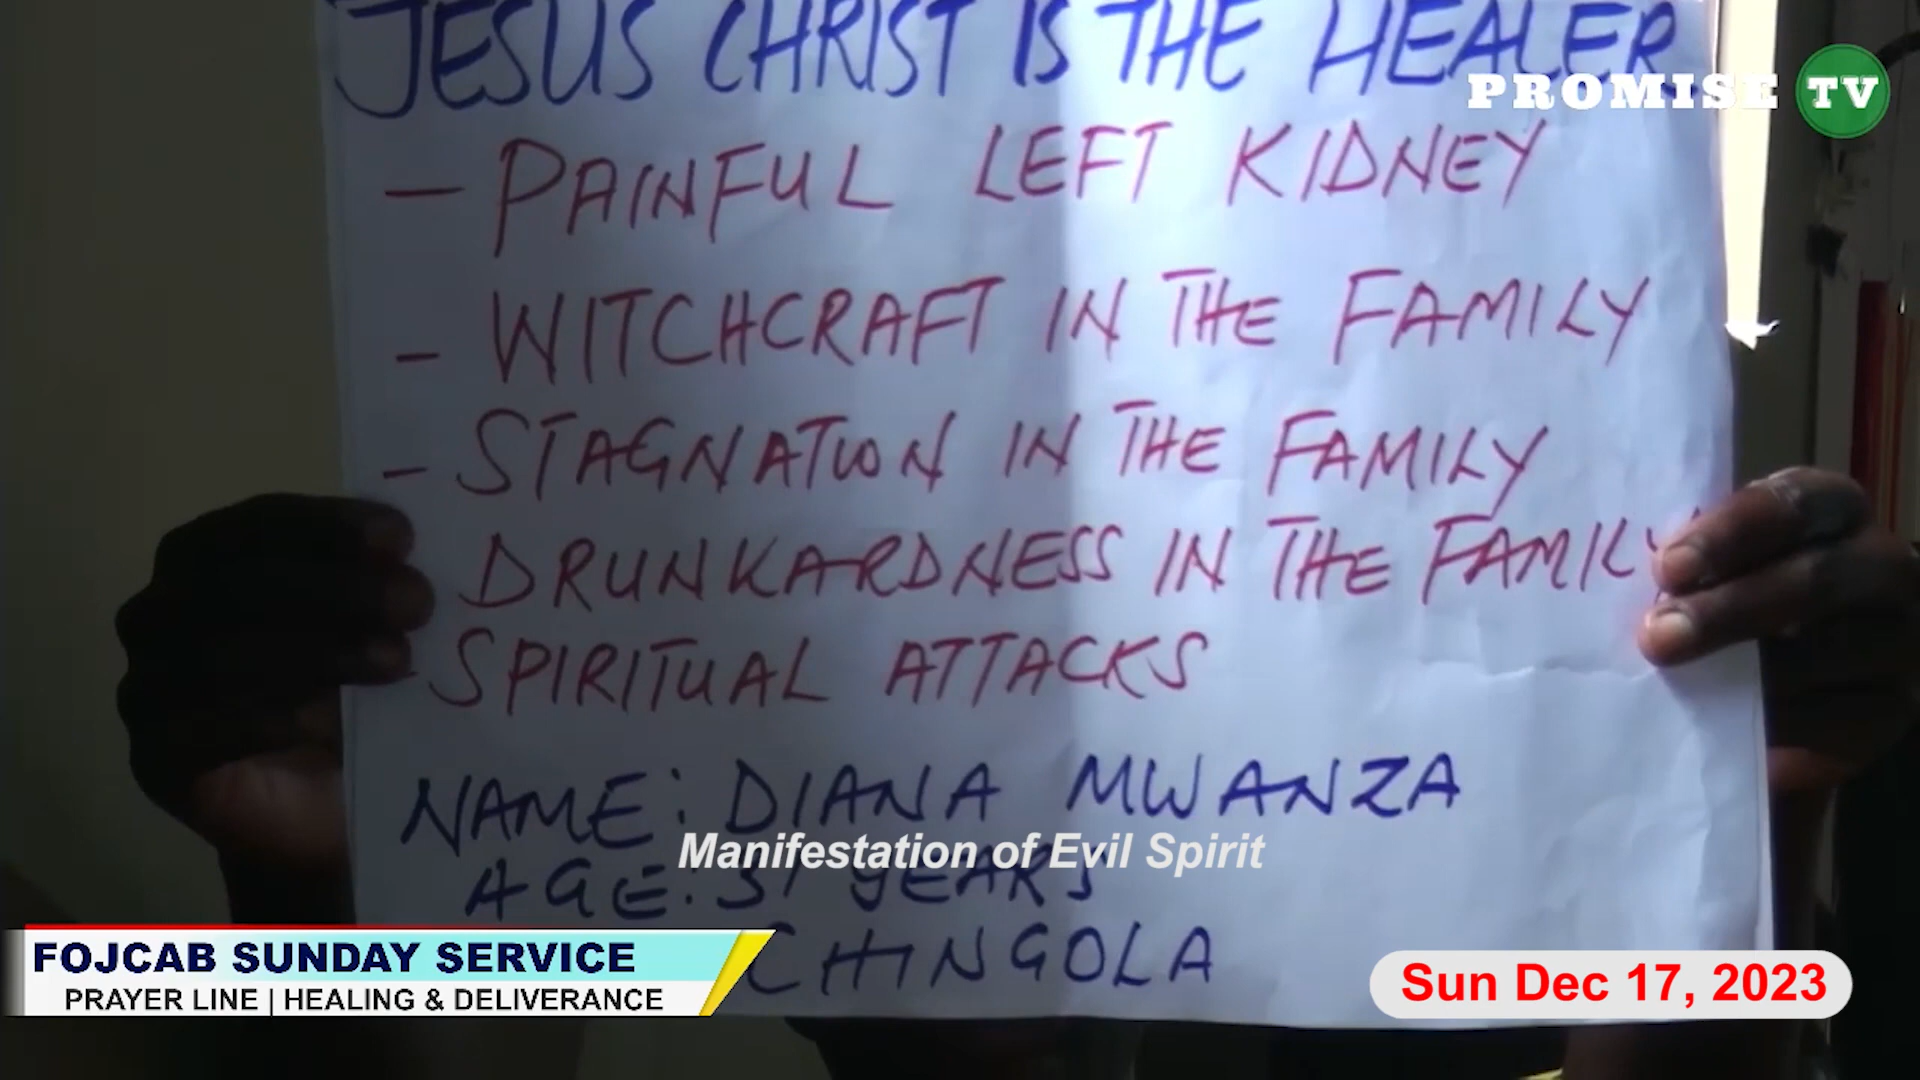 JESUS CHRIST IS THE HEALER
PROMISE TV
- PAINFUL LEFT KIDNEY
- WITCHCRAFT IN THE FAMILY
- STAGNATION IN THE FAMILY
DRUNKARDNESS IN THE FAMILY
- SPIRITUAL ATTACKS
NAME: DIANA MWANZA
Manifestation of Evil Spirit
AGE: 31 YEARS
CHINGOLA
FOJCAB SUNDAY SERVICE
PRAYER LINE | HEALING & DELIVERANCE
Sun Dec 17, 2023